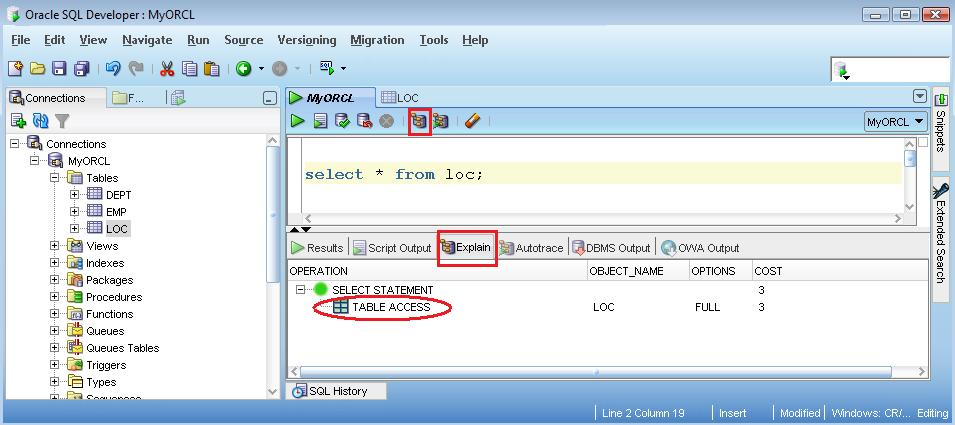 Oracle SQL Developer : MyORCL
File Edit View Navigate Run Source Versioning Migration Tools Help
SQL
Connections F...
MyORCL LOC
MyORCL
Connections
MyORCL
Tables
DEPT
EMP
LOC
Views
Indexes
Packages
Procedures
Functions
Queues
Queues Tables
Triggers
Types
Sequences
select * from loc;
Results Script Output Explain Autotrace DBMS Output OWA Output
OPERATION OBJECT_NAME OPTIONS COST
SELECT STATEMENT 3
TABLE ACCESS LOC FULL 3
SQL History
Snippets
Extended Search
Line 2 Column 19 Insert Modified Windows: CR/... Editing